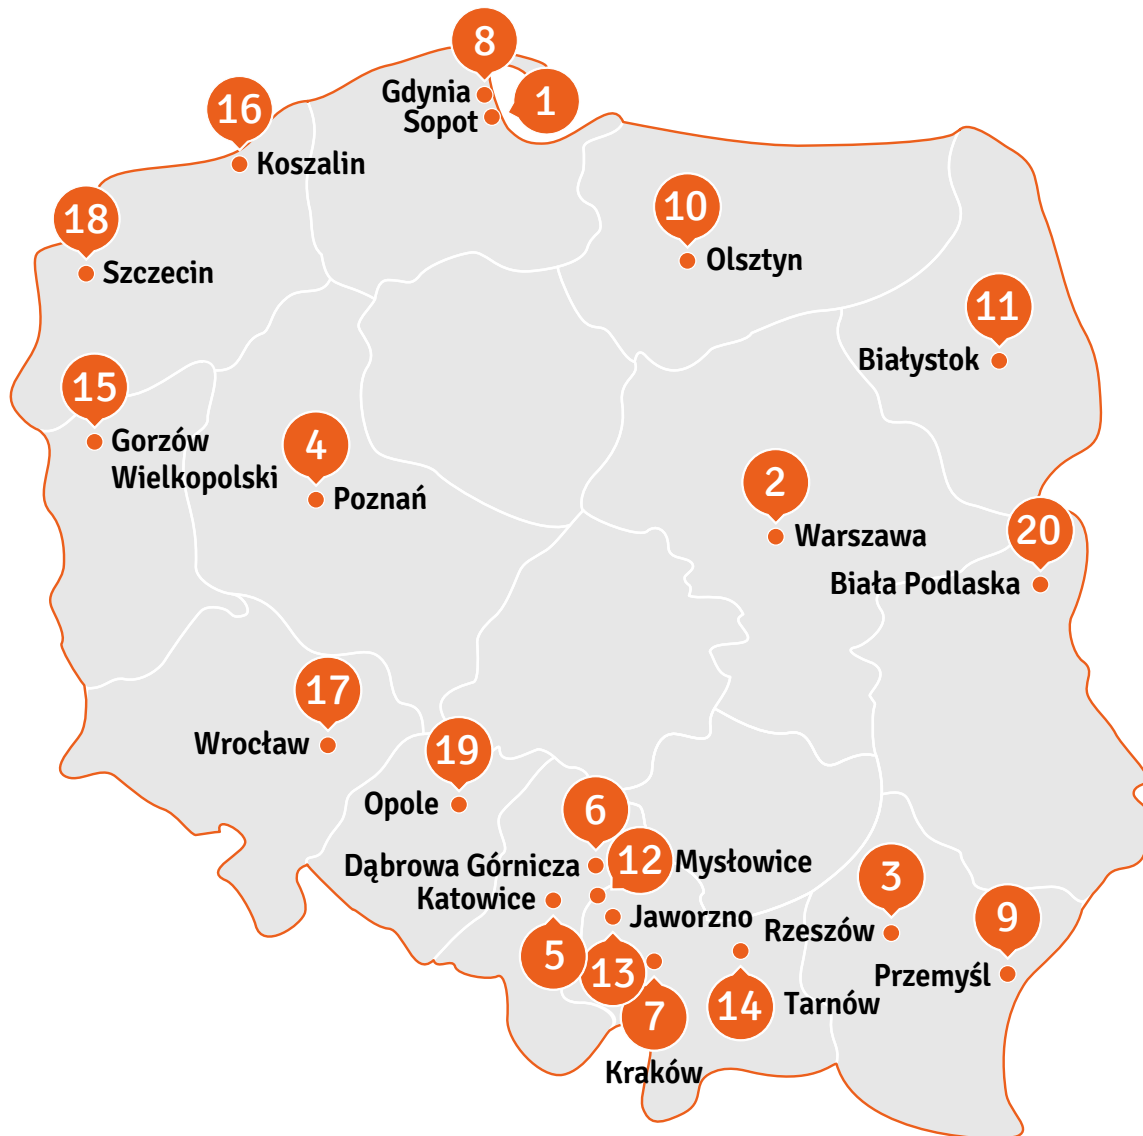 8
Gdynia
1
Sopot
16
Koszalin
18
Szczecin
10
Olsztyn
11
Białystok
15
Gorzów
Wielkopolski
4
Poznań
2
Warszawa
20
Biała Podlaska
17
Wrocław
19
Opole
6
Dąbrowa Górnicza
12
Mysłowice
Katowice
5
Jaworzno
13
3
Rzeszów
9
Przemyśl
14
Tarnów
7
Kraków